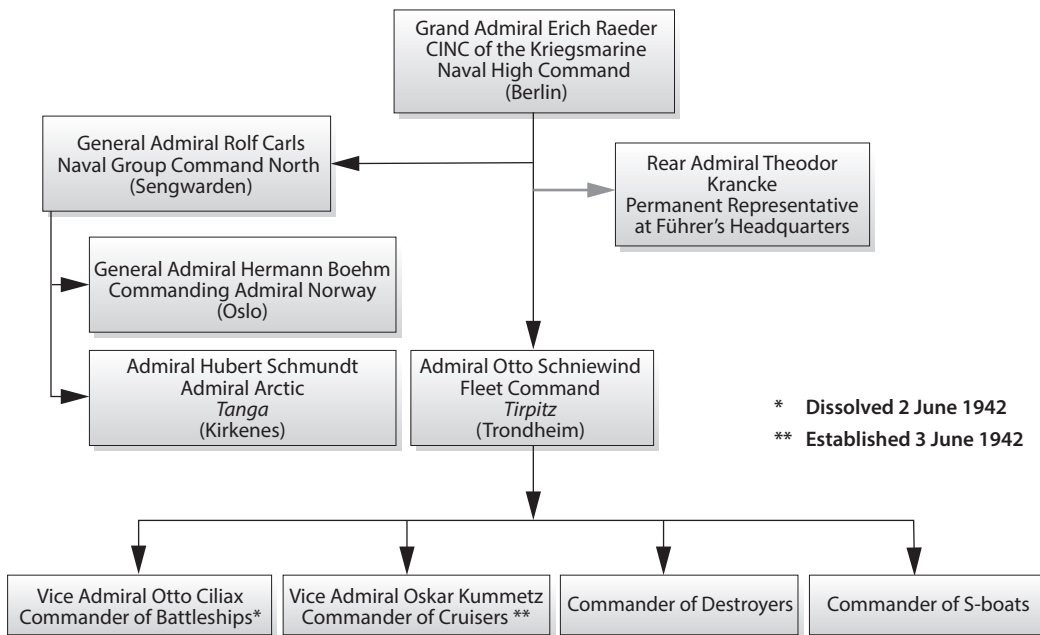 Grand Admiral Erich Raeder
CINC of the Kriegsmarine
Naval High Command
(Berlin)
General Admiral Rolf Carls
Naval Group Command North
(Sengwarden)
Rear Admiral Theodor
Krancke
Permanent Representative
at Führer’s Headquarters
General Admiral Hermann Boehm
Commanding Admiral Norway
(Oslo)
Admiral Hubert Schmundt
Admiral Arctic
Tanga
(Kirkenes)
Admiral Otto Schniewind
Fleet Command
Tirpitz
(Trondheim)
* Dissolved 2 June 1942
** Established 3 June 1942
Vice Admiral Otto Ciliax
Commander of Battleships*
Vice Admiral Oskar Kummetz
Commander of Cruisers **
Commander of Destroyers
Commander of S-boats